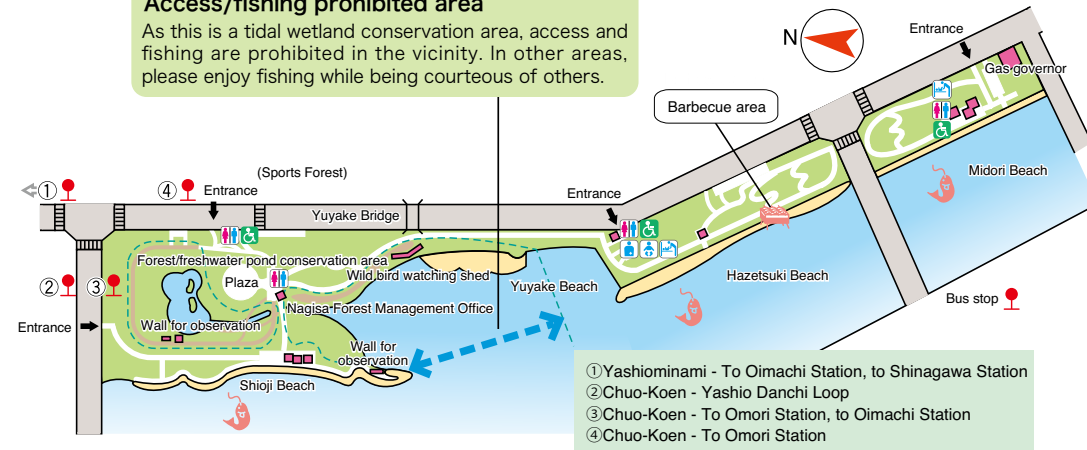 Access/fishing prohibited area
As this is a tidal wetland conservation area, access and
fishing are prohibited in the vicinity. In other areas,
please enjoy fishing while being courteous of others.
N
Entrance
Gas governor
Barbecue area
Midori Beach
(Sports Forest)
① ④ Entrance
Entrance
Yuyake Bridge
Forest/freshwater pond conservation area
Wild bird watching shed
Plaza
Yuyake Beach
Hazetsuki Beach
② ③
Nagisa Forest Management Office
Bus stop
Entrance
Wall for observation
Wall for
observation
Shioji Beach
①Yashiominami - To Oimachi Station, to Shinagawa Station
②Chuo-Koen - Yashio Danchi Loop
③Chuo-Koen - To Omori Station, to Oimachi Station
④Chuo-Koen - To Omori Station